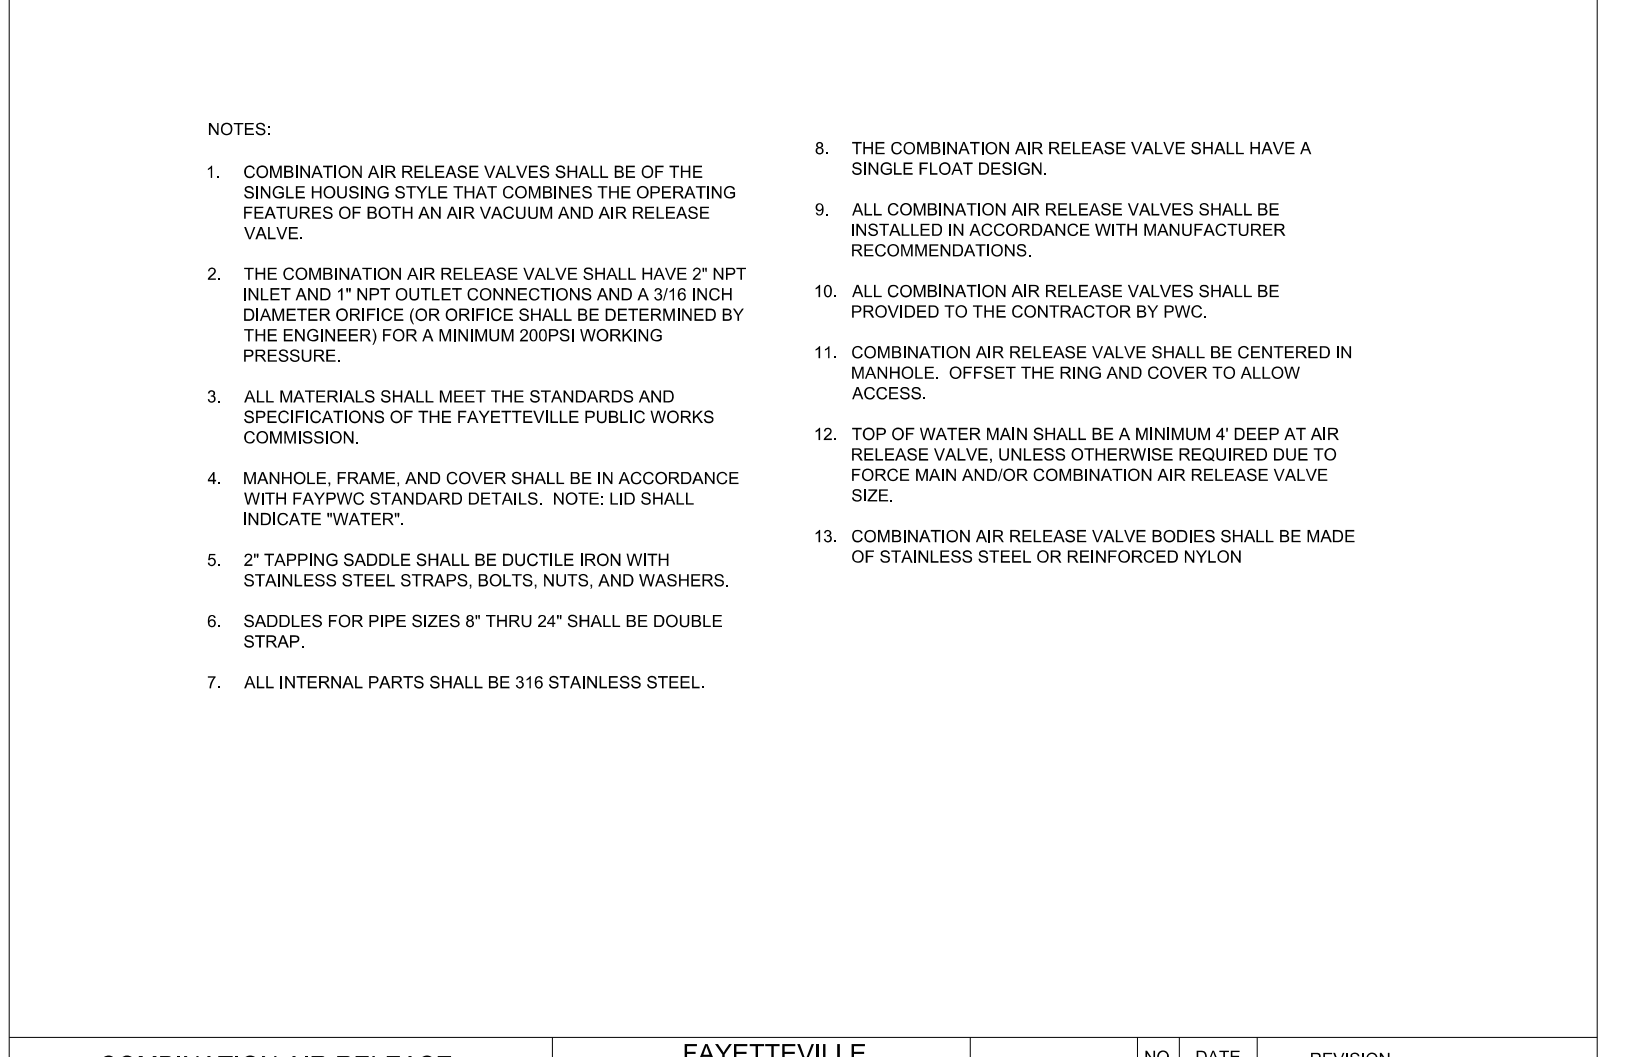 NOTES:
1. COMBINATION AIR RELEASE VALVES SHALL BE OF THE
SINGLE HOUSING STYLE THAT COMBINES THE OPERATING
FEATURES OF BOTH AN AIR VACUUM AND AIR RELEASE
VALVE.
2. THE COMBINATION AIR RELEASE VALVE SHALL HAVE 2" NPT
INLET AND 1" NPT OUTLET CONNECTIONS AND A 3/16 INCH
DIAMETER ORIFICE (OR ORIFICE SHALL BE DETERMINED BY
THE ENGINEER) FOR A MINIMUM 200PSI WORKING
PRESSURE.
3. ALL MATERIALS SHALL MEET THE STANDARDS AND
SPECIFICATIONS OF THE FAYETTEVILLE PUBLIC WORKS
COMMISSION.
4. MANHOLE, FRAME, AND COVER SHALL BE IN ACCORDANCE
WITH FAYPWC STANDARD DETAILS.  NOTE: LID SHALL
INDICATE "WATER".
5. 2" TAPPING SADDLE SHALL BE DUCTILE IRON WITH
STAINLESS STEEL STRAPS, BOLTS, NUTS, AND WASHERS.
6. SADDLES FOR PIPE SIZES 8" THRU 24" SHALL BE DOUBLE
STRAP.
7. ALL INTERNAL PARTS SHALL BE 316 STAINLESS STEEL.
8. THE COMBINATION AIR RELEASE VALVE SHALL HAVE A
SINGLE FLOAT DESIGN.
9. ALL COMBINATION AIR RELEASE VALVES SHALL BE
INSTALLED IN ACCORDANCE WITH MANUFACTURER
RECOMMENDATIONS.
10. ALL COMBINATION AIR RELEASE VALVES SHALL BE
PROVIDED TO THE CONTRACTOR BY PWC.
11. COMBINATION AIR RELEASE VALVE SHALL BE CENTERED IN
MANHOLE.  OFFSET THE RING AND COVER TO ALLOW
ACCESS.
12. TOP OF WATER MAIN SHALL BE A MINIMUM 4' DEEP AT AIR
RELEASE VALVE, UNLESS OTHERWISE REQUIRED DUE TO
FORCE MAIN AND/OR COMBINATION AIR RELEASE VALVE
SIZE.
13. COMBINATION AIR RELEASE VALVE BODIES SHALL BE MADE
OF STAINLESS STEEL OR REINFORCED NYLON
COMBINATION AIR RELEASE
FAYETTEVILLE
NO DATE REVISION